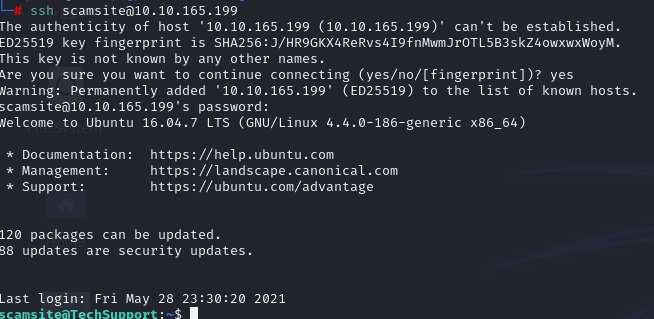 └─# ssh scamsite@10.10.165.199
The authenticity of host '10.10.165.199 (10.10.165.199)' can't be established.
ED25519 key fingerprint is SHA256:J/HR9GKX4ReRvs4I9fnMwmJrOTL5B3skZ4owxwxWoyM.
This key is not known by any other names.
Are you sure you want to continue connecting (yes/no/[fingerprint])? yes
Warning: Permanently added '10.10.165.199' (ED25519) to the list of known hosts.
scamsite@10.10.165.199's password:
Welcome to Ubuntu 16.04.7 LTS (GNU/Linux 4.4.0-186-generic x86_64)
* Documentation: https://help.ubuntu.com
* Management: https://landscape.canonical.com
* Support: https://ubuntu.com/advantage
120 packages can be updated.
88 updates are security updates.
Last login: Fri May 28 23:30:20 2021
scamsite@TechSupport:~$